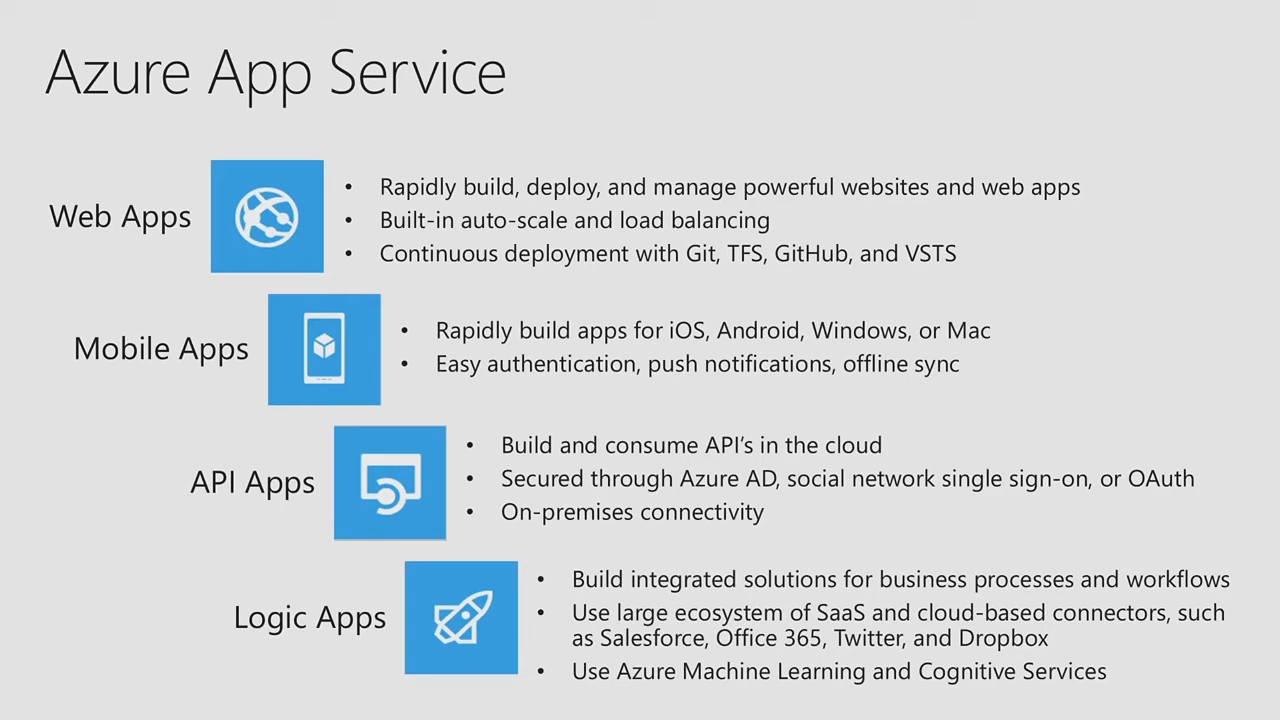 Azure App Service
Web Apps
• Rapidly build, deploy, and manage powerful websites and web apps
• Built-in auto-scale and load balancing
• Continuous deployment with Git, TFS, GitHub, and VSTS
Mobile Apps
• Rapidly build apps for iOS, Android, Windows, or Mac
• Easy authentication, push notifications, offline sync
API Apps
• Build and consume API’s in the cloud
• Secured through Azure AD, social network single sign-on, or OAuth
• On-premises connectivity
Logic Apps
• Build integrated solutions for business processes and workflows
• Use large ecosystem of SaaS and cloud-based connectors, such
as Salesforce, Office 365, Twitter, and Dropbox
• Use Azure Machine Learning and Cognitive Services